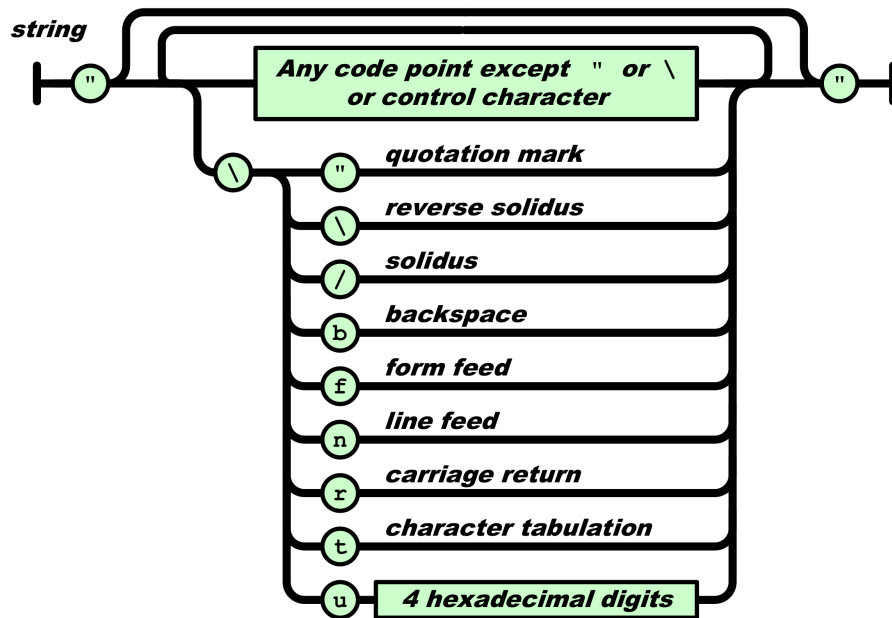 string
" Any code point except " or \ "
or control character
\ " quotation mark
\ reverse solidus
/ solidus
b backspace
f form feed
n line feed
r carriage return
t character tabulation
u 4 hexadecimal digits